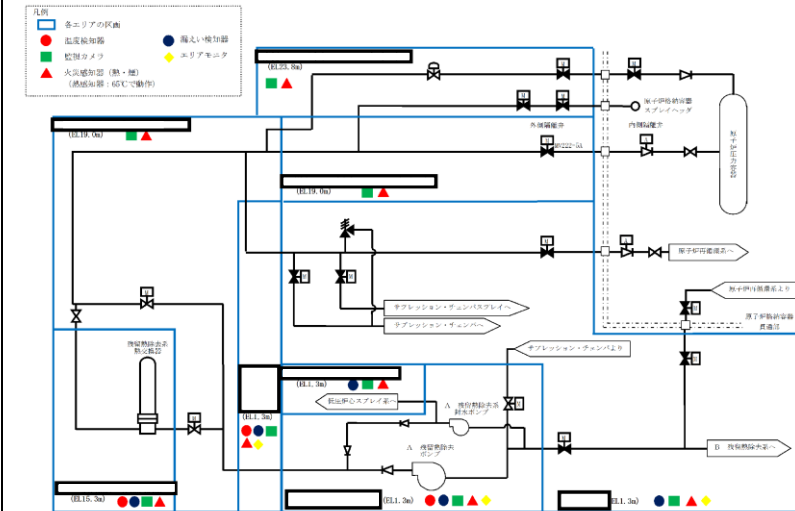 凡例
各エリアの区画
温度検知器
漏えい検知器
監視カメラ
エリアモニタ
火災感知器（熱・煙）
（熱感知器：65℃で動作）
(EL23.8m)
原子炉格納容器
スプレイヘッダ
(EL19.0m)
外側隔離弁
内側隔離弁
MV222-5A
原子炉圧力容器
(EL19.0m)
原子炉再循環系へ
原子炉再循環系より
サプレッション・チェンバスプレイへ
サプレッション・チェンバへ
原子炉格納容器
貫通部
サプレッション・チェンバより
残留熱除去系
熱交換器
(EL1.3m)
低圧炉心スプレイ系へ
A 残留熱除去系
封水ポンプ
(EL1.3m)
A 残留熱除去
ポンプ
B 残留熱除去系へ
(EL15.3m)
(EL1.3m)
(EL1.3m)